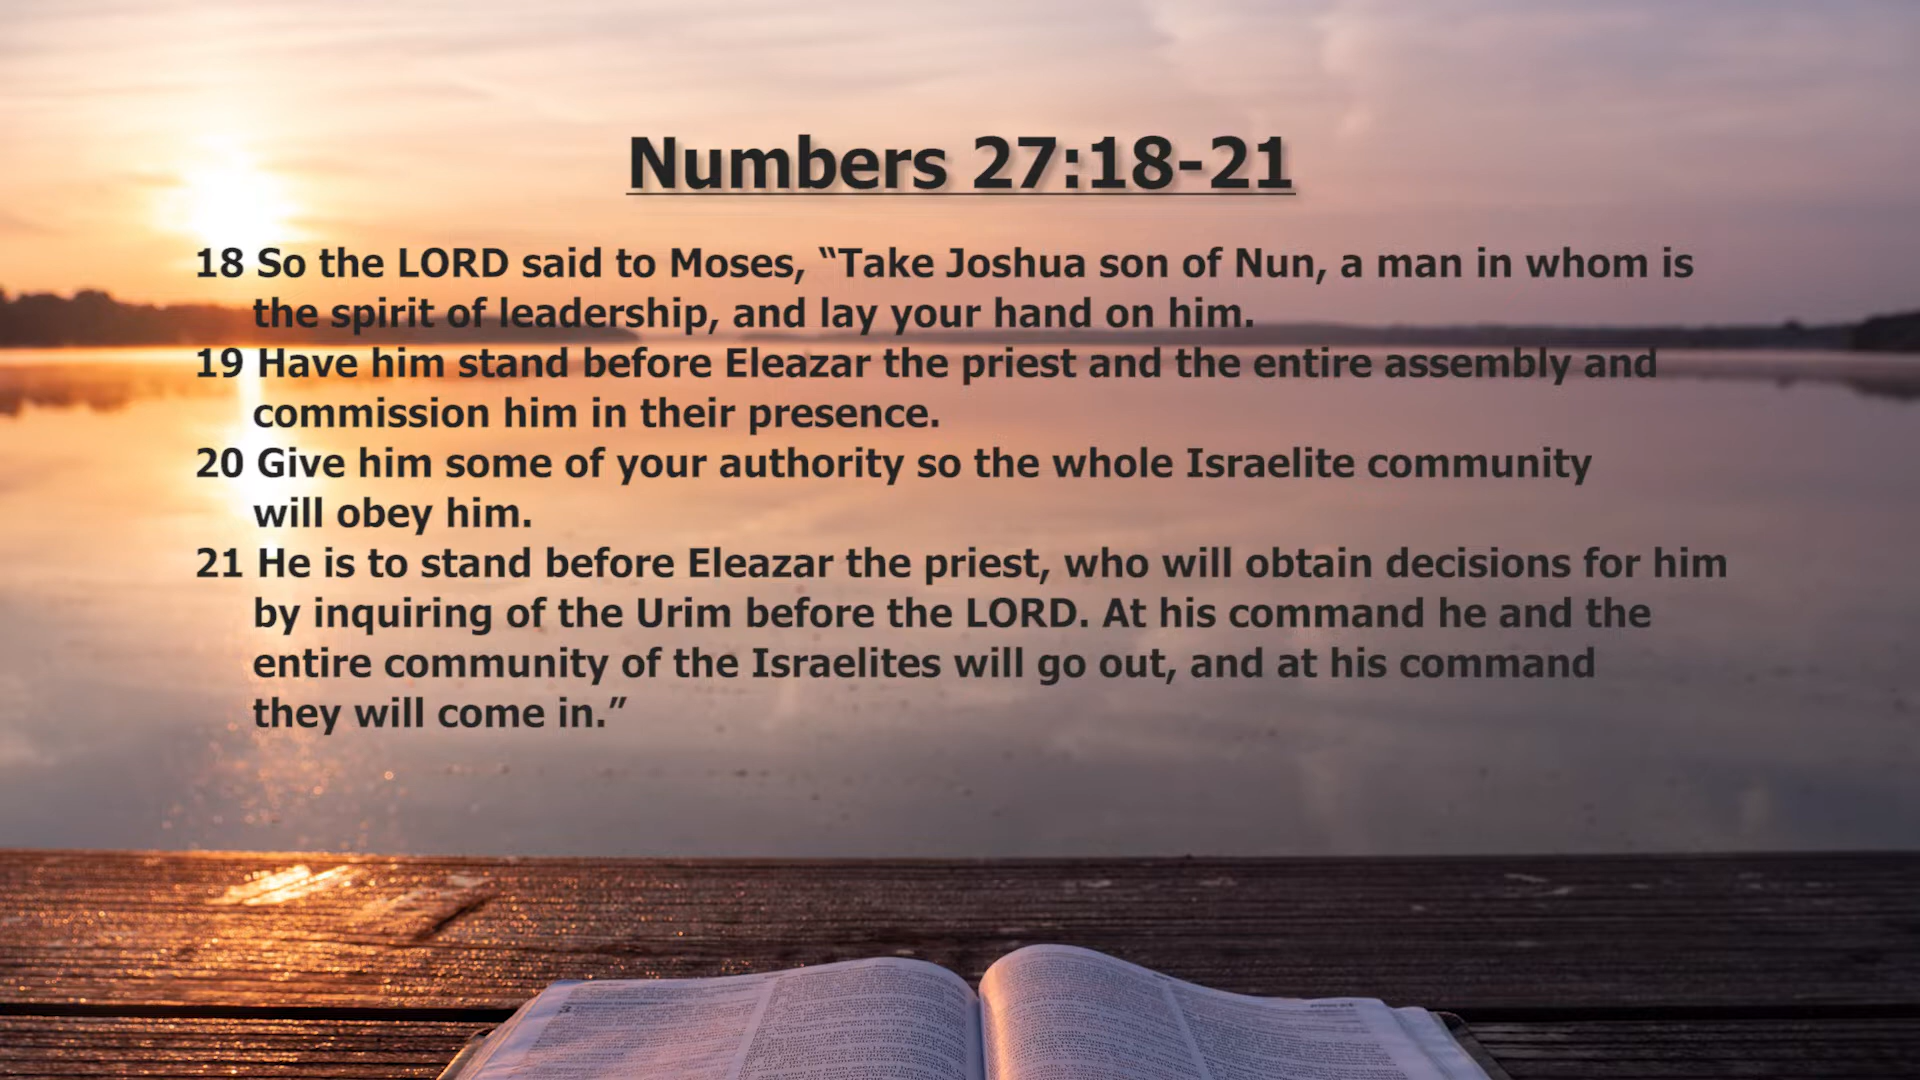 Numbers 27:18-21
18 So the LORD said to Moses, “Take Joshua son of Nun, a man in whom is
the spirit of leadership, and lay your hand on him.
19 Have him stand before Eleazar the priest and the entire assembly and
commission him in their presence.
20 Give him some of your authority so the whole Israelite community
will obey him.
21 He is to stand before Eleazar the priest, who will obtain decisions for him
by inquiring of the Urim before the LORD. At his command he and the
entire community of the Israelites will go out, and at his command
they will come in.”